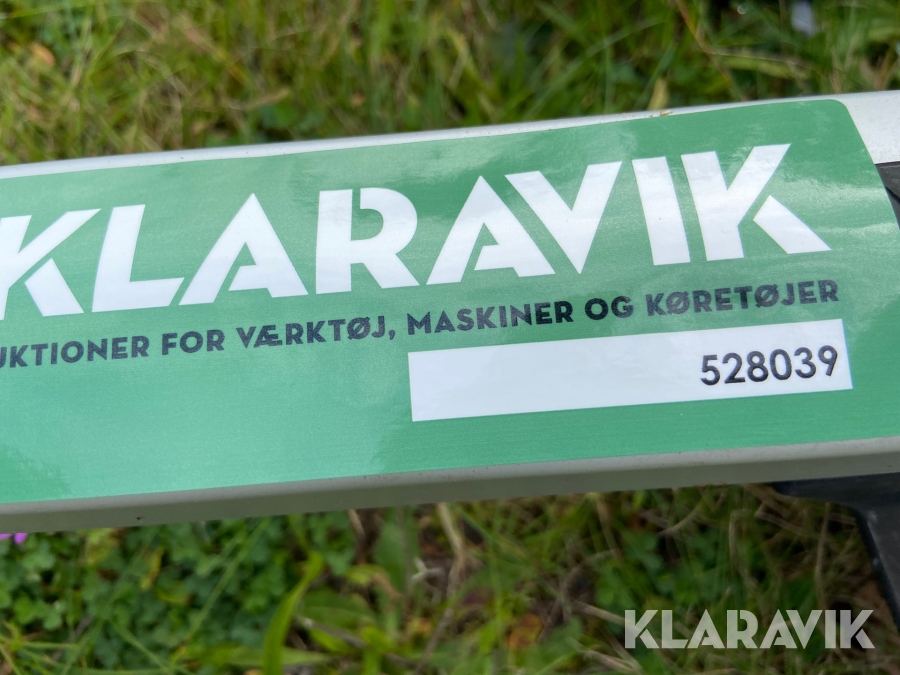 KLARAVIK
UKTIONER FOR VÆRKTØJ, MASKINER OG KØRETØJER
528039
KLARAVIK